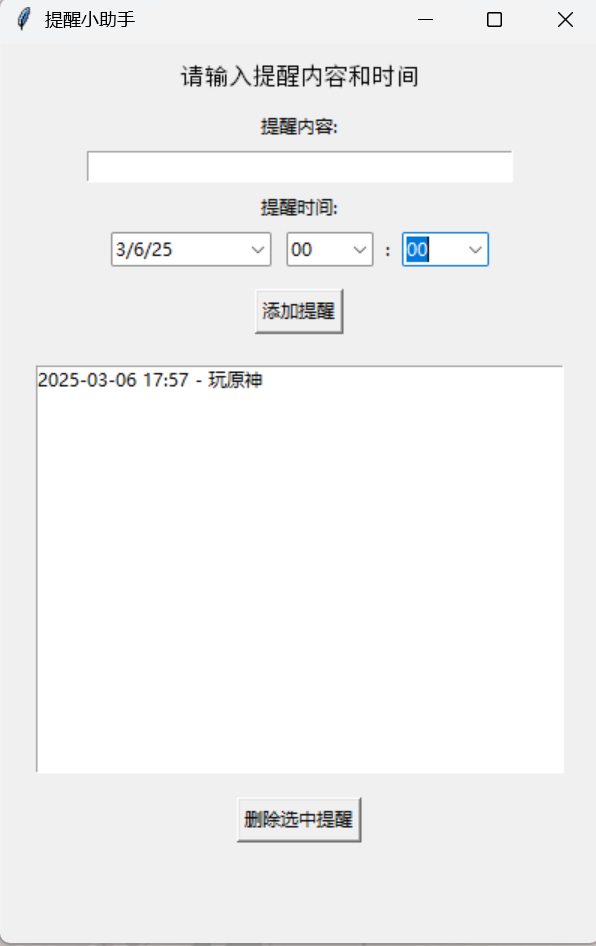 提醒小助手
请输入提醒内容和时间
提醒内容:
提醒时间:
3/6/25 00 : 00
添加提醒
2025-03-06 17:57 - 玩原神
删除选中提醒